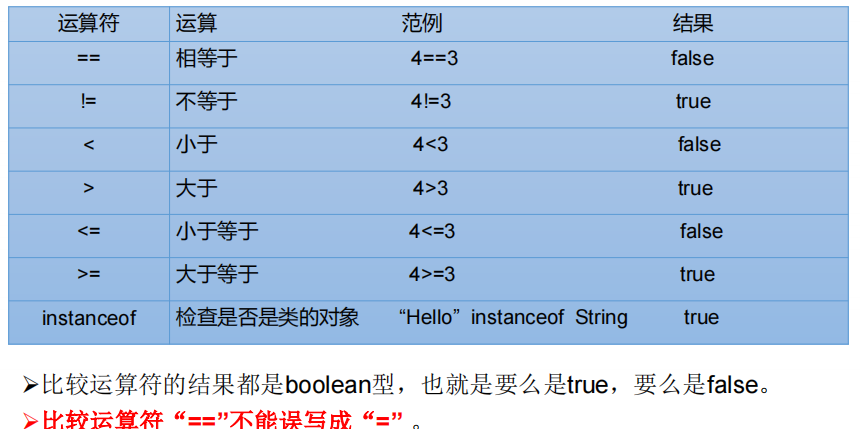 运算符 运算 范例 结果
== 相等于 4==3 false
!= 不等于 4!=3 true
< 小于 4<3 false
> 大于 4>3 true
<= 小于等于 4<=3 false
>= 大于等于 4>=3 true
instanceof 检查是否是类的对象 “Hello” instanceof String true
➢比较运算符的结果都是boolean型，也就是要么是true，要么是false。
➢比较运算符“==”不能误写成“=” 。